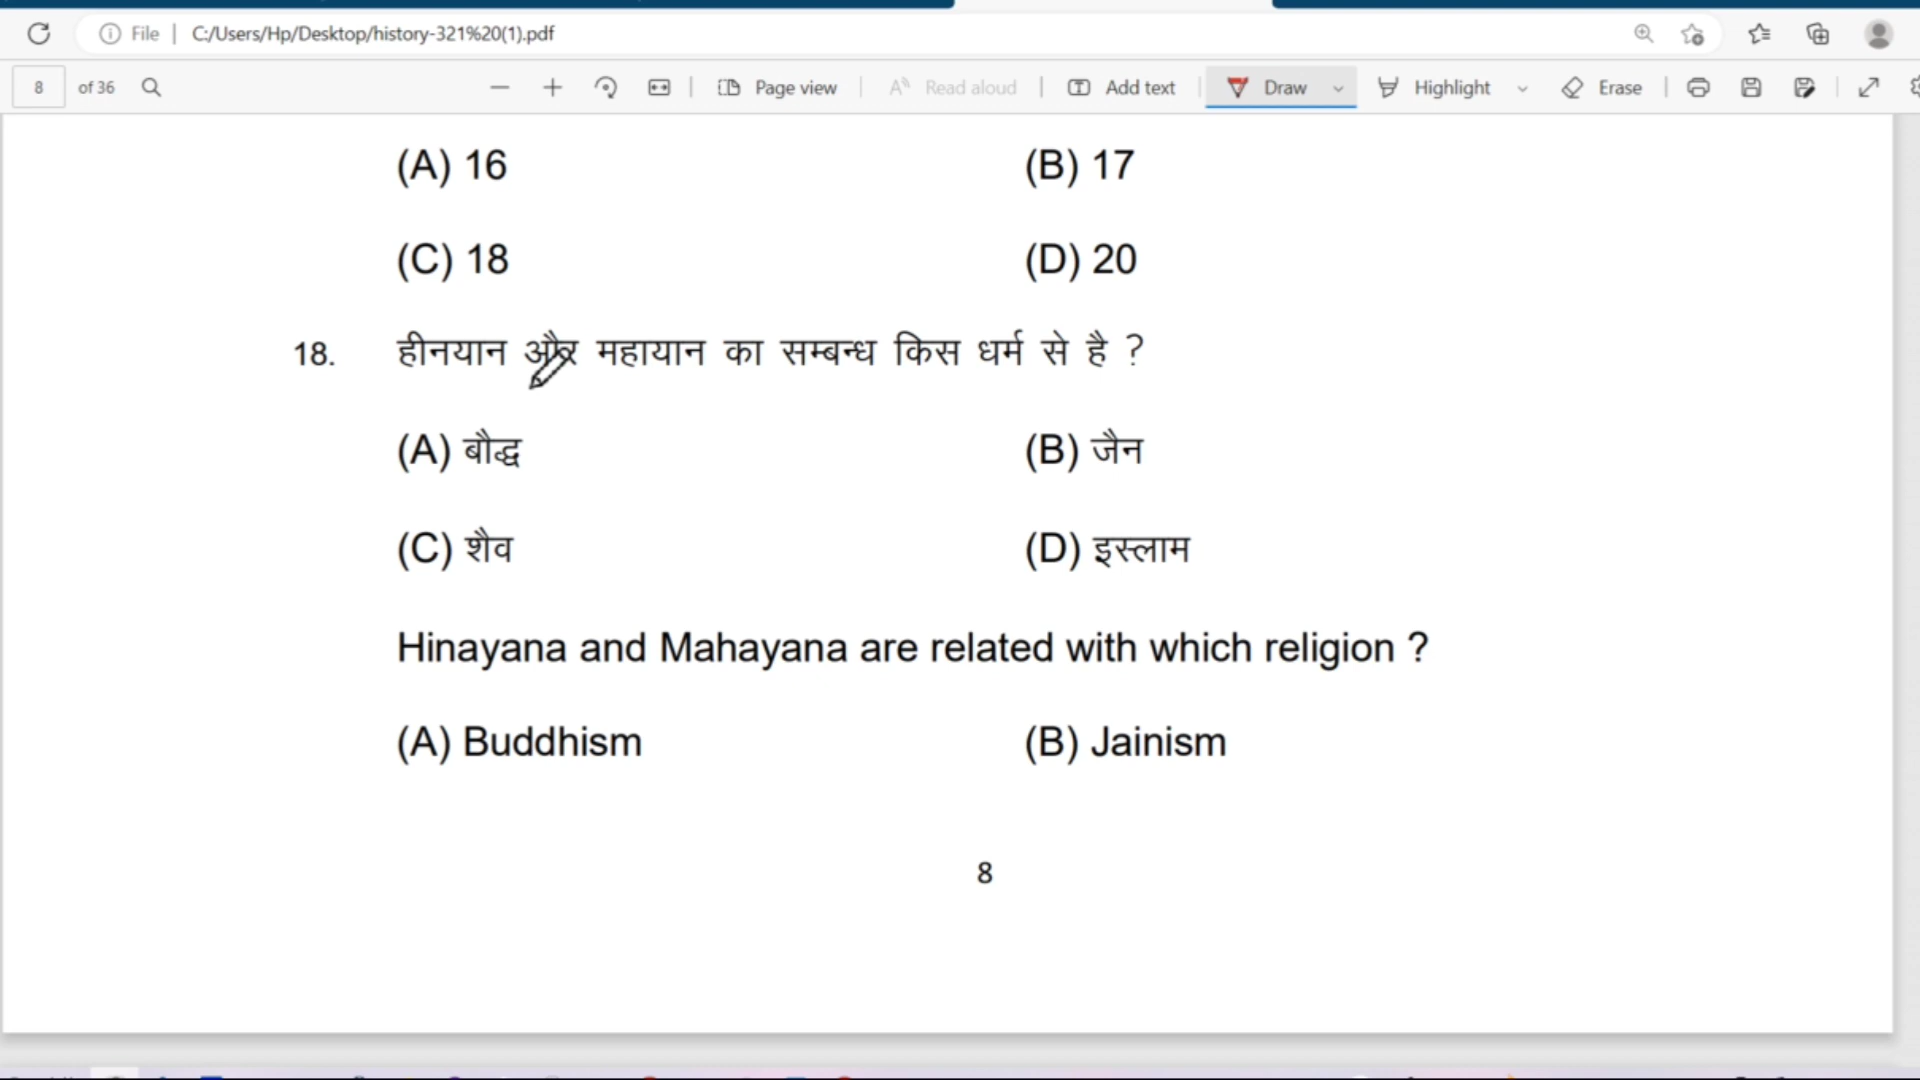 File | C:/Users/Hp/Desktop/history-321%20(1).pdf
8 of 36 Page view Read aloud Add text Draw Highlight Erase
(A) 16 (B) 17
(C) 18 (D) 20
18. हीनयान और महायान का सम्बन्ध किस धर्म से है ?
(A) बौद्ध (B) जैन
(C) शैव (D) इस्लाम
Hinayana and Mahayana are related with which religion ?
(A) Buddhism (B) Jainism
8